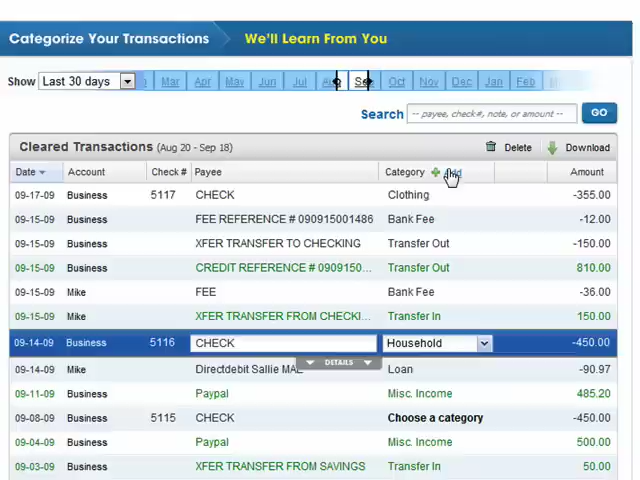 Categorize Your Transactions We'll Learn From You
Show Last 30 days Mar Apr May Jun Jul Aug Sep Oct Nov Dec Jan Feb
Search -- payee, check#, note, or amount -- GO
Cleared Transactions (Aug 20 - Sep 18) Delete Download
Date Account Check # Payee Category Add Amount
09-17-09 Business 5117 CHECK Clothing -355.00
09-15-09 Business FEE REFERENCE # 090915001486 Bank Fee -12.00
09-15-09 Business XFER TRANSFER TO CHECKING Transfer Out -150.00
09-15-09 Business CREDIT REFERENCE # 0909150... Transfer Out 810.00
09-15-09 Mike FEE Bank Fee -36.00
09-15-09 Mike XFER TRANSFER FROM CHECKI... Transfer In 150.00
09-14-09 Business 5116 CHECK Household -450.00
DETAILS
09-14-09 Mike Directdebit Sallie MAE Loan -90.97
09-11-09 Business Paypal Misc. Income 485.20
09-08-09 Business 5115 CHECK Choose a category -450.00
09-04-09 Business Paypal Misc. Income 500.00
09-03-09 Business XFER TRANSFER FROM SAVINGS Transfer In 50.00